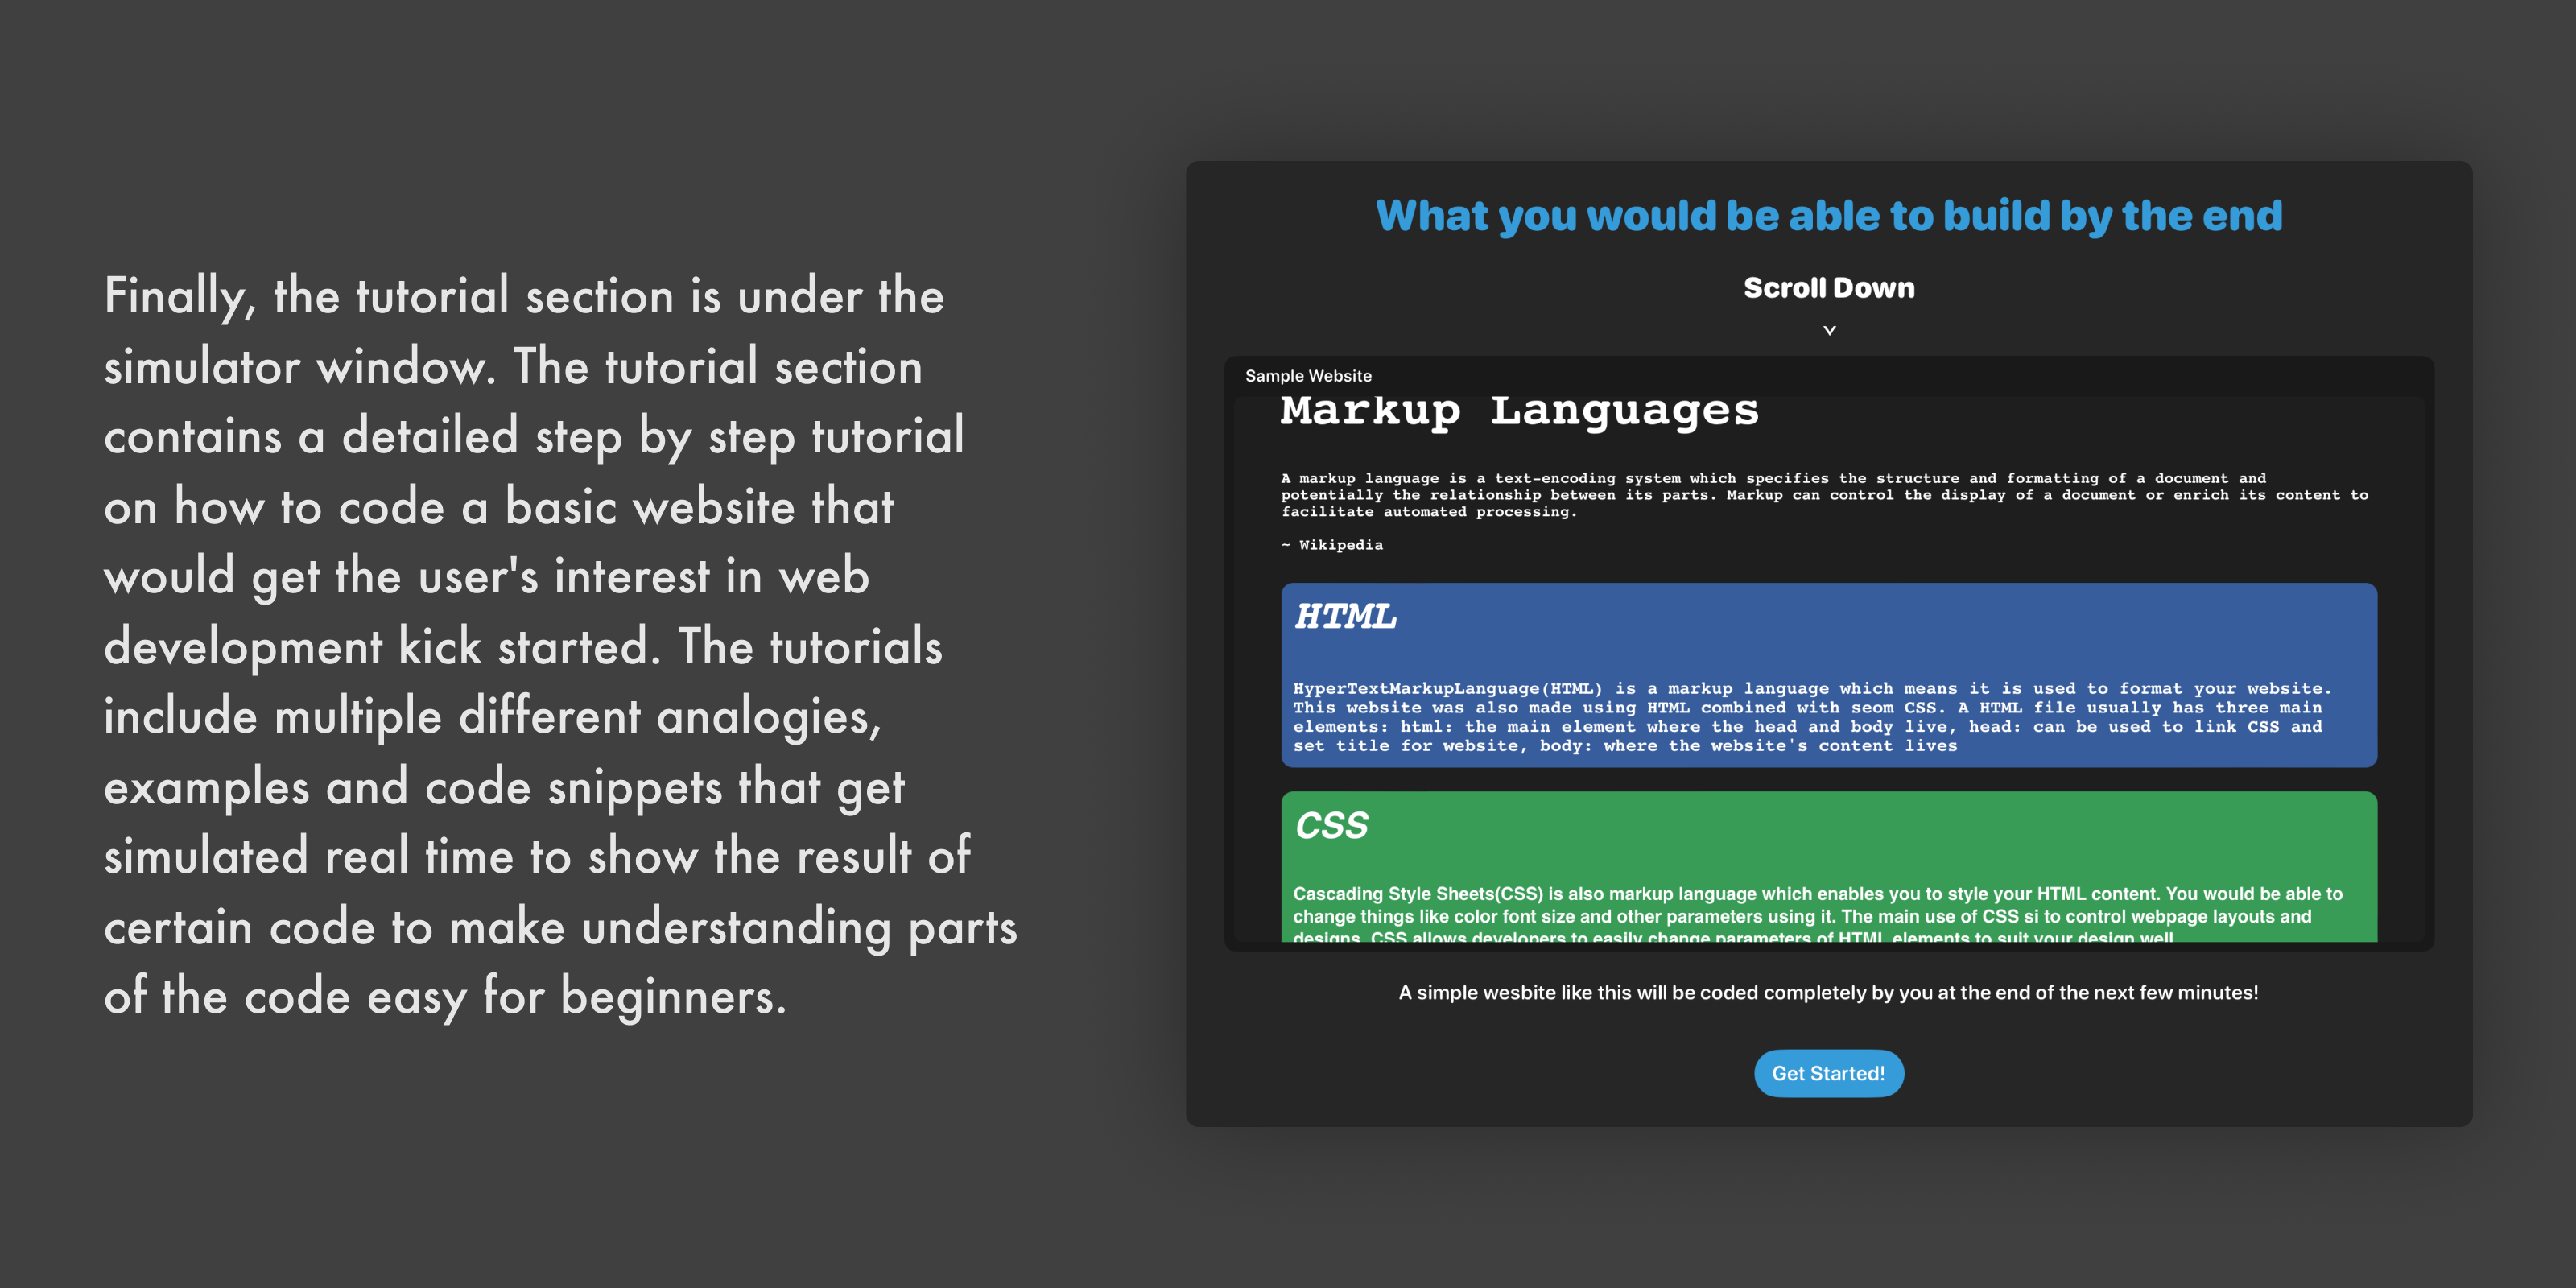 Finally, the tutorial section is under the
simulator window. The tutorial section
contains a detailed step by step tutorial
on how to code a basic website that
would get the user's interest in web
development kick started. The tutorials
include multiple different analogies,
examples and code snippets that get
simulated real time to show the result of
certain code to make understanding parts
of the code easy for beginners.
What you would be able to build by the end
Scroll Down
Sample Website
Markup Languages
A markup language is a text-encoding system which specifies the structure and formatting of a document and
potentially the relationship between its parts. Markup can control the display of a document or enrich its content to
facilitate automated processing.
~ Wikipedia
HTML
HyperTextMarkupLanguage(HTML) is a markup language which means it is used to format your website.
This website was also made using HTML combined with seom CSS. A HTML file usually has three main
elements: html: the main element where the head and body live, head: can be used to link CSS and
set title for website, body: where the website's content lives
CSS
Cascading Style Sheets(CSS) is also markup language which enables you to style your HTML content. You would be able to
change things like color font size and other parameters using it. The main use of CSS si to control webpage layouts and
designs. CSS allows developers to easily change parameters of HTML elements to suit your design well
A simple wesbite like this will be coded completely by you at the end of the next few minutes!
Get Started!